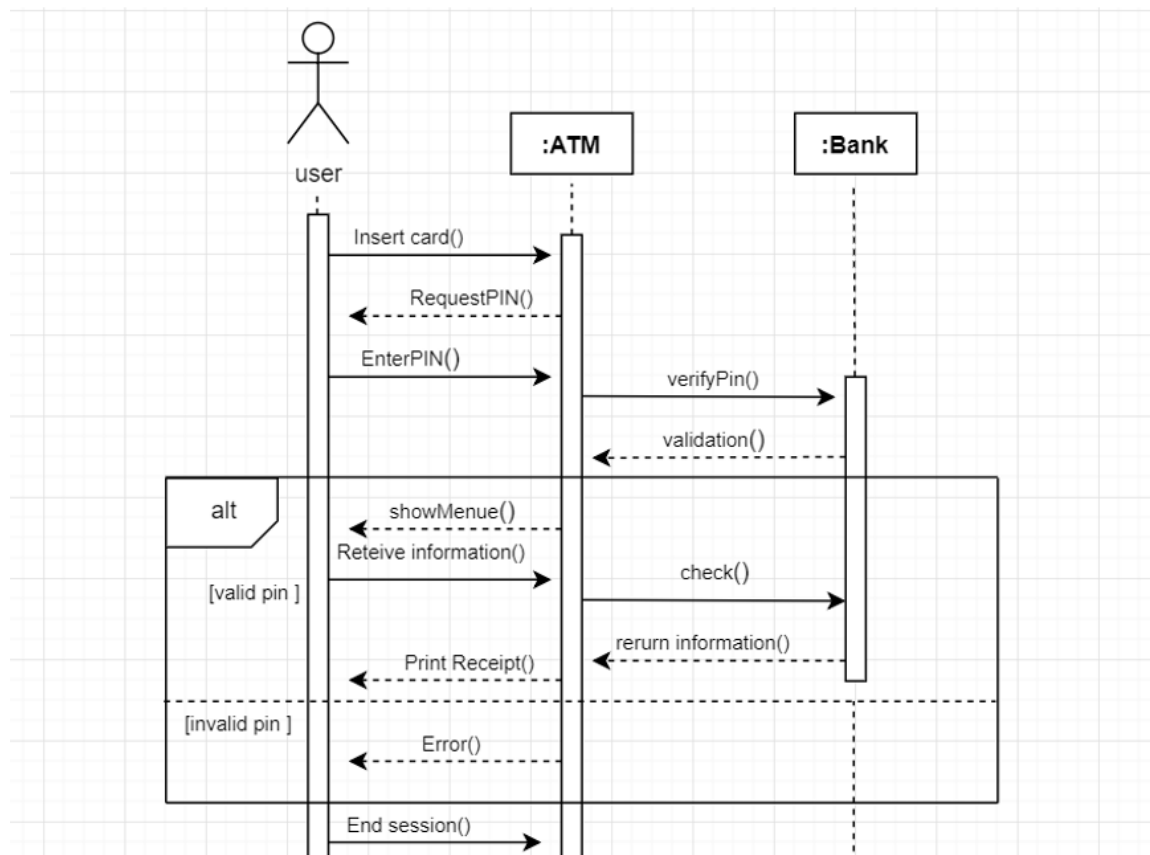 user
:ATM
:Bank
Insert card()
RequestPIN()
EnterPIN()
verifyPin()
validation()
alt
showMenue()
Reteive information()
[valid pin ]
check()
rerurn information()
Print Receipt()
[invalid pin ]
Error()
End session()